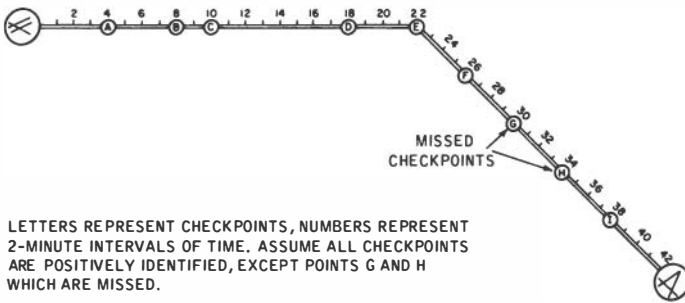 2 4 6 8 10 12 14 16 18 20 22
A B C D E
24
F 26
28
G 30
MISSED
CHECKPOINTS
32
H 34
36
I 38
40
42
LETTERS REPRESENT CHECKPOINTS, NUMBERS REPRESENT
2-MINUTE INTERVALS OF TIME. ASSUME ALL CHECKPOINTS
ARE POSITIVELY IDENTIFIED, EXCEPT POINTS G AND H
WHICH ARE MISSED.